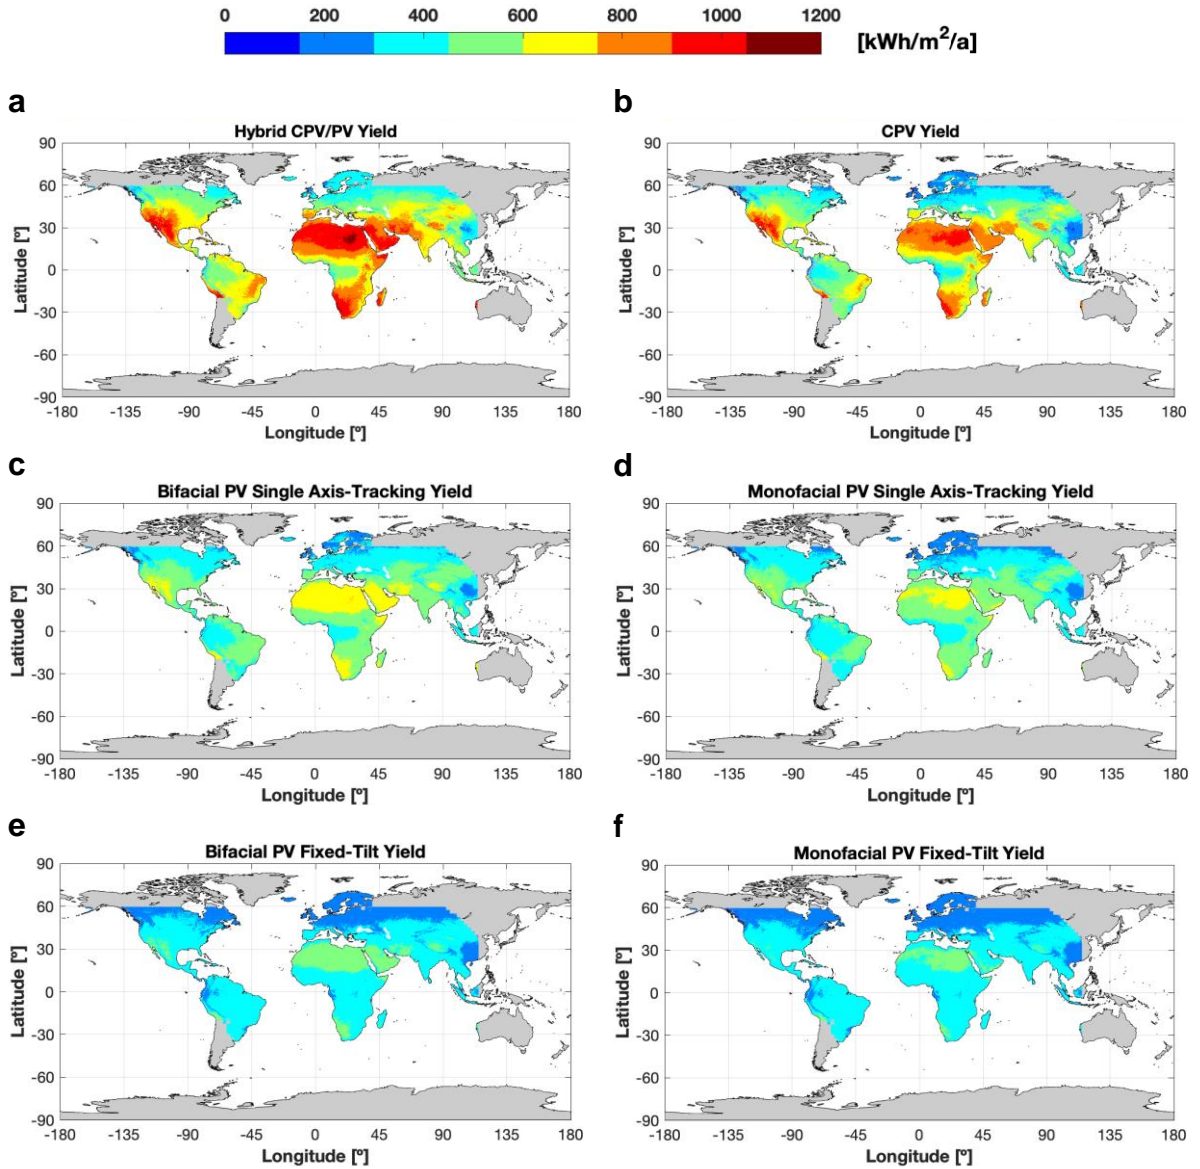 0 200 400 600 800 1000 1200
[kWh/m²/a]
a
Hybrid CPV/PV Yield
90
60
30
0
-30
-60
-90
Latitude [º]
-180 -135 -90 -45 0 45 90 135 180
Longitude [º]
b
CPV Yield
90
60
30
0
-30
-60
-90
Latitude [º]
-180 -135 -90 -45 0 45 90 135 180
Longitude [º]
c
Bifacial PV Single Axis-Tracking Yield
90
60
30
0
-30
-60
-90
Latitude [º]
-180 -135 -90 -45 0 45 90 135 180
Longitude [º]
d
Monofacial PV Single Axis-Tracking Yield
90
60
30
0
-30
-60
-90
Latitude [º]
-180 -135 -90 -45 0 45 90 135 180
Longitude [º]
e
Bifacial PV Fixed-Tilt Yield
90
60
30
0
-30
-60
-90
Latitude [º]
-180 -135 -90 -45 0 45 90 135 180
Longitude [º]
f
Monofacial PV Fixed-Tilt Yield
90
60
30
0
-30
-60
-90
Latitude [º]
-180 -135 -90 -45 0 45 90 135 180
Longitude [º]